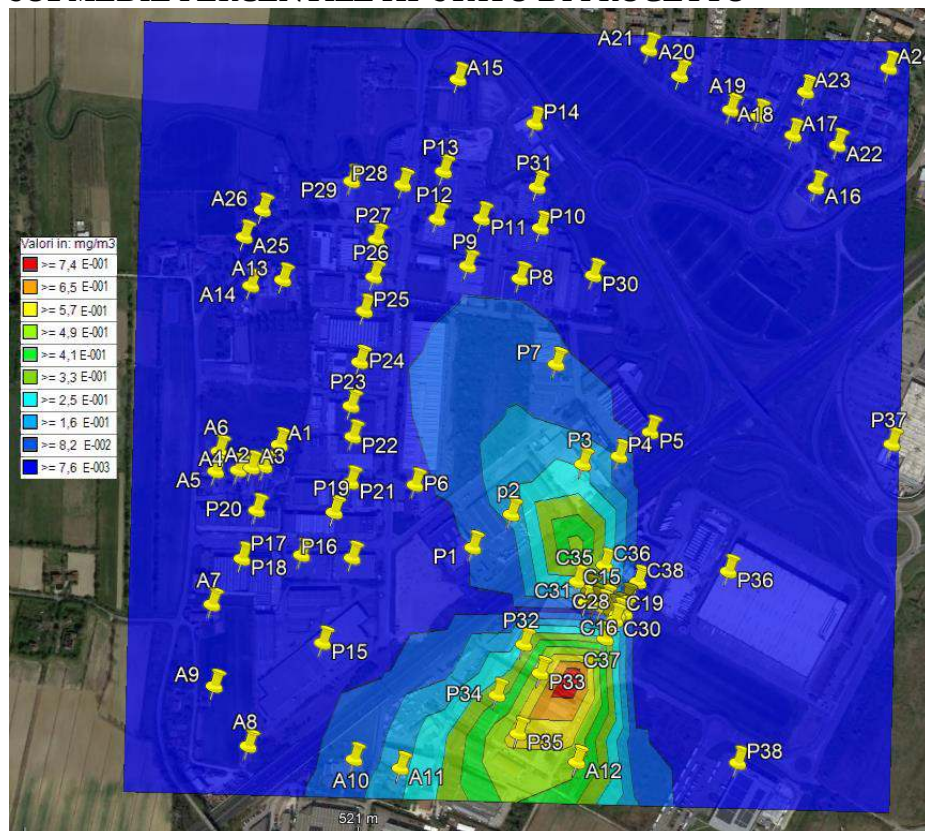 A21
A20
A24
A15
A23
A19
A18
P14
A17
A22
P13
P31
A16
P28
P29
P12
A26
P11
P10
P27
A25
P9
P26
Valori in: mg/m3
>= 7,4 E-001
>= 6,5 E-001
>= 5,7 E-001
>= 4,9 E-001
>= 4,1 E-001
>= 3,3 E-001
>= 2,5 E-001
>= 1,6 E-001
>= 8,2 E-002
>= 7,6 E-003
A13
A14
P8
P30
P25
P7
P24
P23
P37
A6
A1
P22
P3
P4
P5
A4
A2
A3
A5
P19
P21
P6
p2
P20
P1
P17
P16
P18
C35
C36
C15
C38
C31
P36
A7
C28
C19
C16
C30
P32
P15
C37
A9
P33
P34
A8
P35
P38
A10
A11
A12
521 m